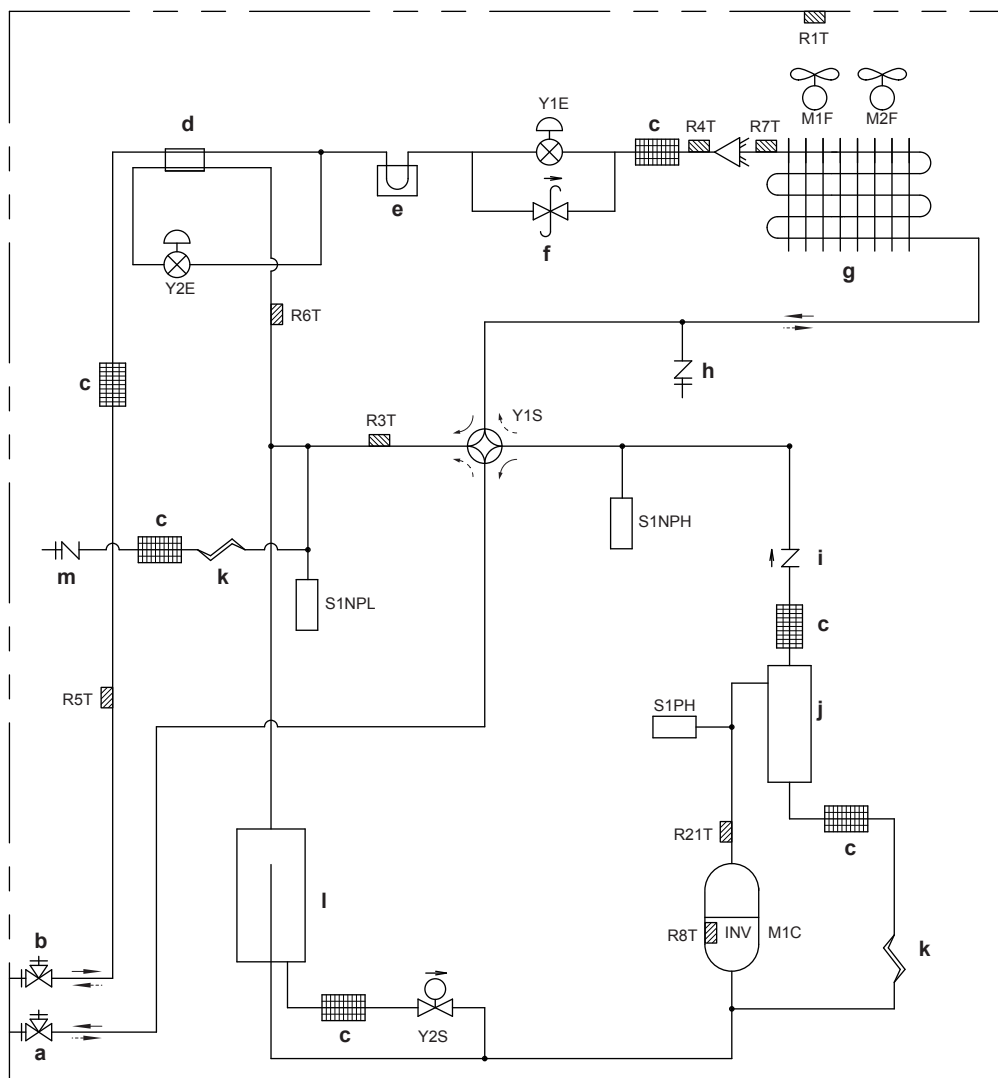 R1T
M1F
M2F
Y1E
d
c
R4T
R7T
e
f
g
Y2E
R6T
h
c
R3T
Y1S
c
S1NPH
m
k
i
S1NPL
c
R5T
S1PH
j
R21T
c
l
R8T
INV
M1C
b
k
c
Y2S
a